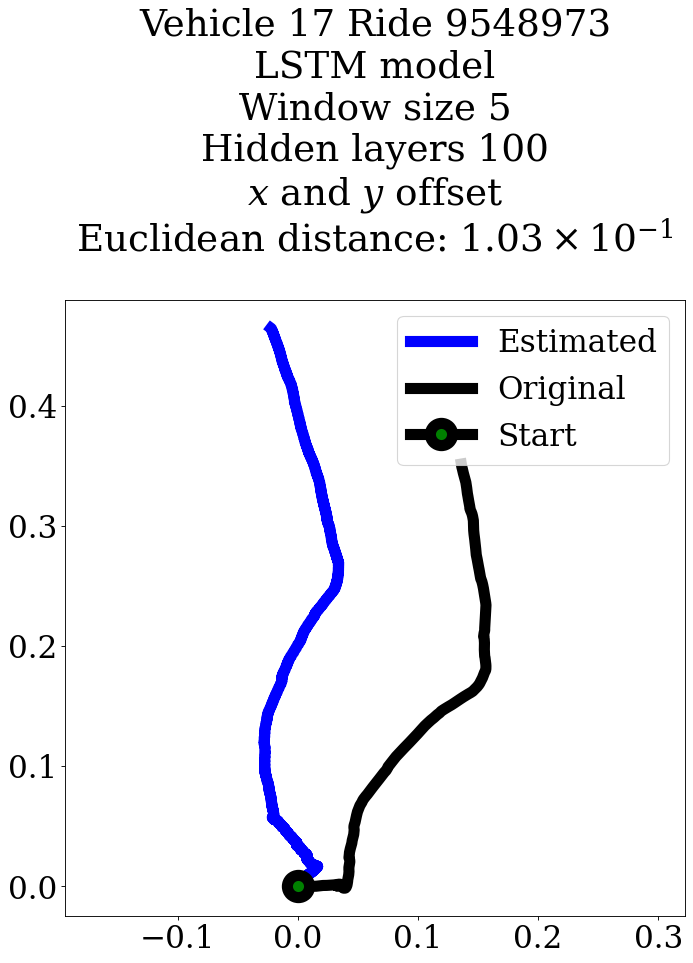 Vehicle 17 Ride 9548973
LSTM model
Window size 5
Hidden layers 100
x and y offset
Euclidean distance: 1.03 × 10⁻¹
Estimated
Original
Start
0.4
0.3
0.2
0.1
0.0
−0.1 0.0 0.1 0.2 0.3